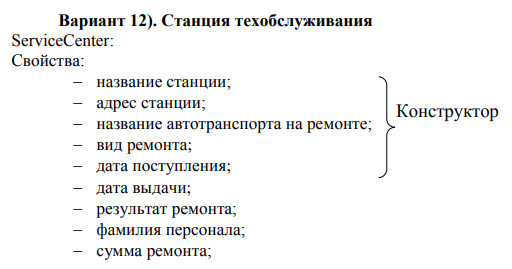 Вариант 12). Станция техобслуживания
ServiceCenter:
Свойства:
– название станции;
– адрес станции;
– название автотранспорта на ремонте;
– вид ремонта;
– дата поступления;
Конструктор
– дата выдачи;
– результат ремонта;
– фамилия персонала;
– сумма ремонта;